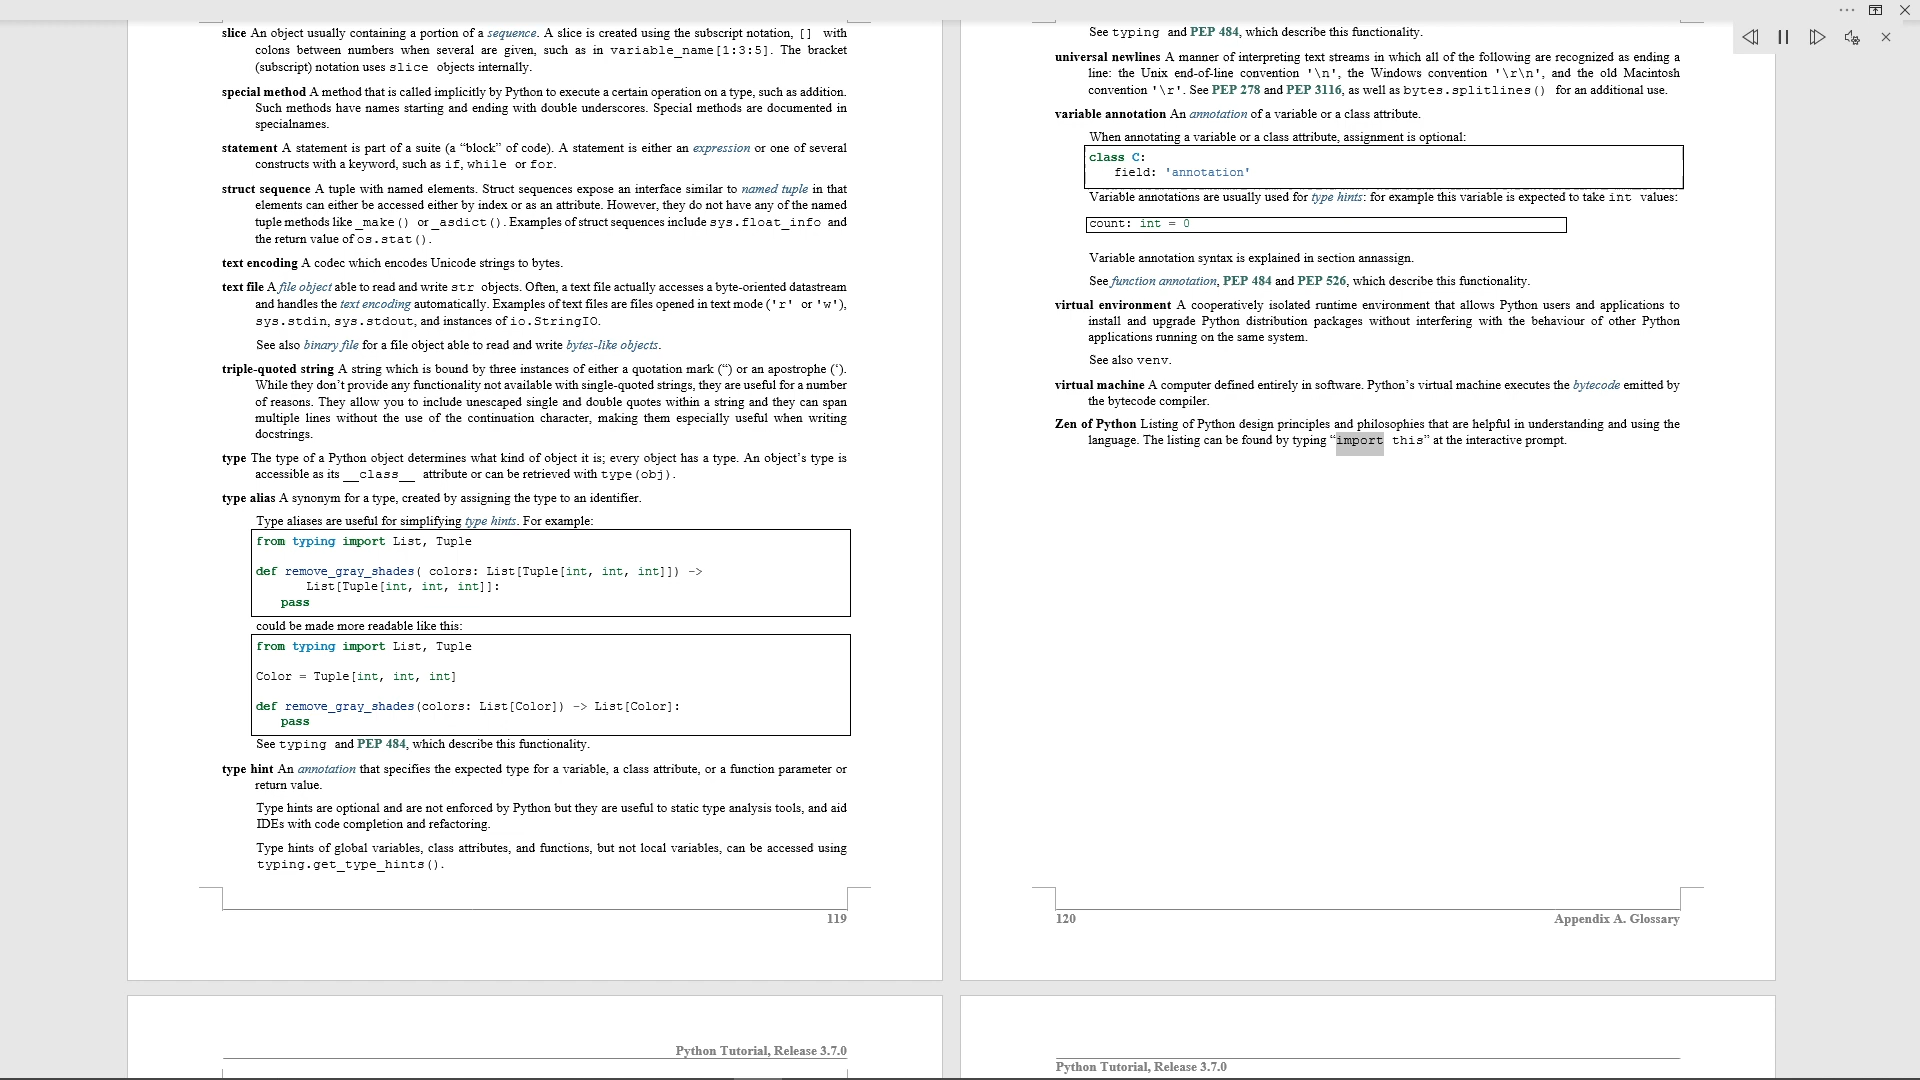 slice An object usually containing a portion of a sequence. A slice is created using the subscript notation, [] with
colons between numbers when several are given, such as in variable_name[1:3:5]. The bracket
(subscript) notation uses slice objects internally.
special method A method that is called implicitly by Python to execute a certain operation on a type, such as addition.
Such methods have names starting and ending with double underscores. Special methods are documented in
specialnames.
statement A statement is part of a suite (a “block” of code). A statement is either an expression or one of several
constructs with a keyword, such as if, while or for.
struct sequence A tuple with named elements. Struct sequences expose an interface similar to named tuple in that
elements can either be accessed either by index or as an attribute. However, they do not have any of the named
tuple methods like _make() or _asdict(). Examples of struct sequences include sys.float_info and
the return value of os.stat().
text encoding A codec which encodes Unicode strings to bytes.
text file A file object able to read and write str objects. Often, a text file actually accesses a byte-oriented datastream
and handles the text encoding automatically. Examples of text files are files opened in text mode ('r' or 'w'),
sys.stdin, sys.stdout, and instances of io.StringIO.
See also binary file for a file object able to read and write bytes-like objects.
triple-quoted string A string which is bound by three instances of either a quotation mark (“) or an apostrophe (‘).
While they don’t provide any functionality not available with single-quoted strings, they are useful for a number
of reasons. They allow you to include unescaped single and double quotes within a string and they can span
multiple lines without the use of the continuation character, making them especially useful when writing
docstrings.
type The type of a Python object determines what kind of object it is; every object has a type. An object’s type is
accessible as its __class__ attribute or can be retrieved with type(obj).
type alias A synonym for a type, created by assigning the type to an identifier.
Type aliases are useful for simplifying type hints. For example:
from typing import List, Tuple
def remove_gray_shades( colors: List[Tuple[int, int, int]]) ->
List[Tuple[int, int, int]]:
pass
could be made more readable like this:
from typing import List, Tuple
Color = Tuple[int, int, int]
def remove_gray_shades(colors: List[Color]) -> List[Color]:
pass
See typing and PEP 484, which describe this functionality.
type hint An annotation that specifies the expected type for a variable, a class attribute, or a function parameter or
return value.
Type hints are optional and are not enforced by Python but they are useful to static type analysis tools, and aid
IDEs with code completion and refactoring.
Type hints of global variables, class attributes, and functions, but not local variables, can be accessed using
typing.get_type_hints().
119
See typing and PEP 484, which describe this functionality.
universal newlines A manner of interpreting text streams in which all of the following are recognized as ending a
line: the Unix end-of-line convention '\n', the Windows convention '\r\n', and the old Macintosh
convention '\r'. See PEP 278 and PEP 3116, as well as bytes.splitlines() for an additional use.
variable annotation An annotation of a variable or a class attribute.
When annotating a variable or a class attribute, assignment is optional:
class C:
field: 'annotation'
Variable annotations are usually used for type hints: for example this variable is expected to take int values:
count: int = 0
Variable annotation syntax is explained in section annassign.
See function annotation, PEP 484 and PEP 526, which describe this functionality.
virtual environment A cooperatively isolated runtime environment that allows Python users and applications to
install and upgrade Python distribution packages without interfering with the behaviour of other Python
applications running on the same system.
See also venv.
virtual machine A computer defined entirely in software. Python’s virtual machine executes the bytecode emitted by
the bytecode compiler.
Zen of Python Listing of Python design principles and philosophies that are helpful in understanding and using the
language. The listing can be found by typing “import this” at the interactive prompt.
120 Appendix A. Glossary
Python Tutorial, Release 3.7.0
Python Tutorial, Release 3.7.0